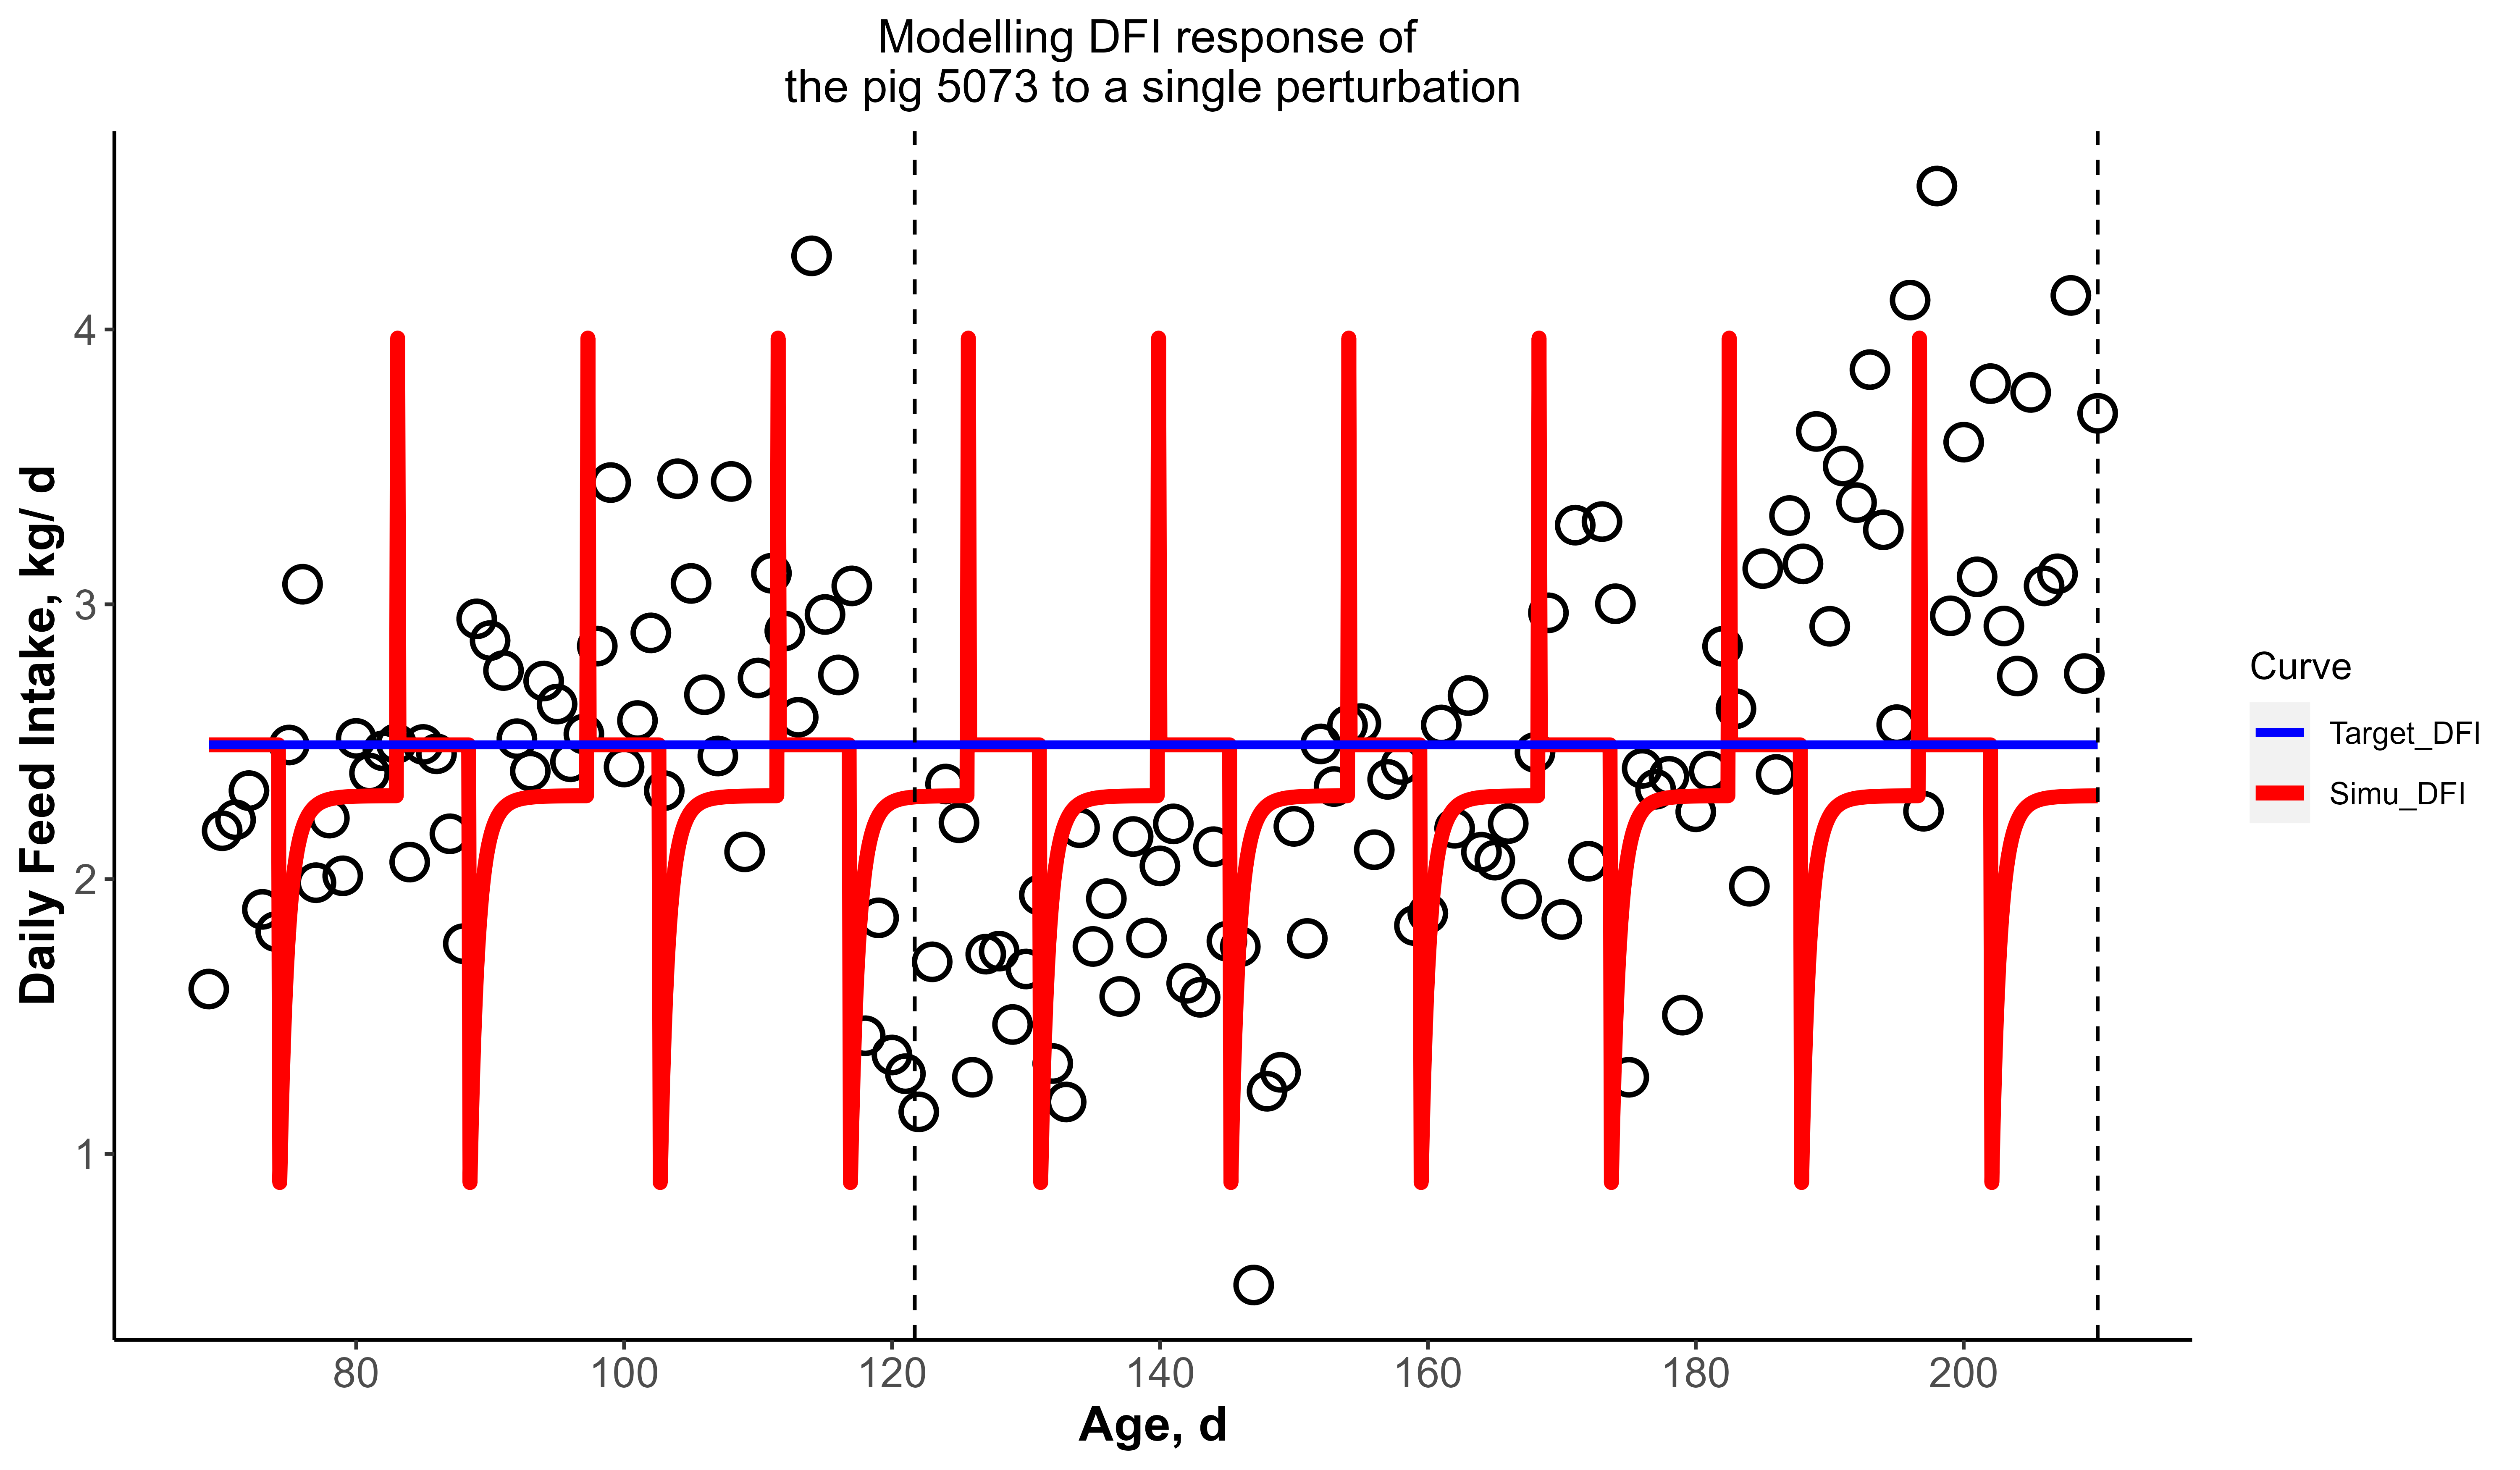 Modelling DFI response of
the pig 5073 to a single perturbation
Daily Feed Intake, kg/ d
4
3
2
1
80 100 120 140 160 180 200
Age, d
Curve
Target_DFI
Simu_DFI